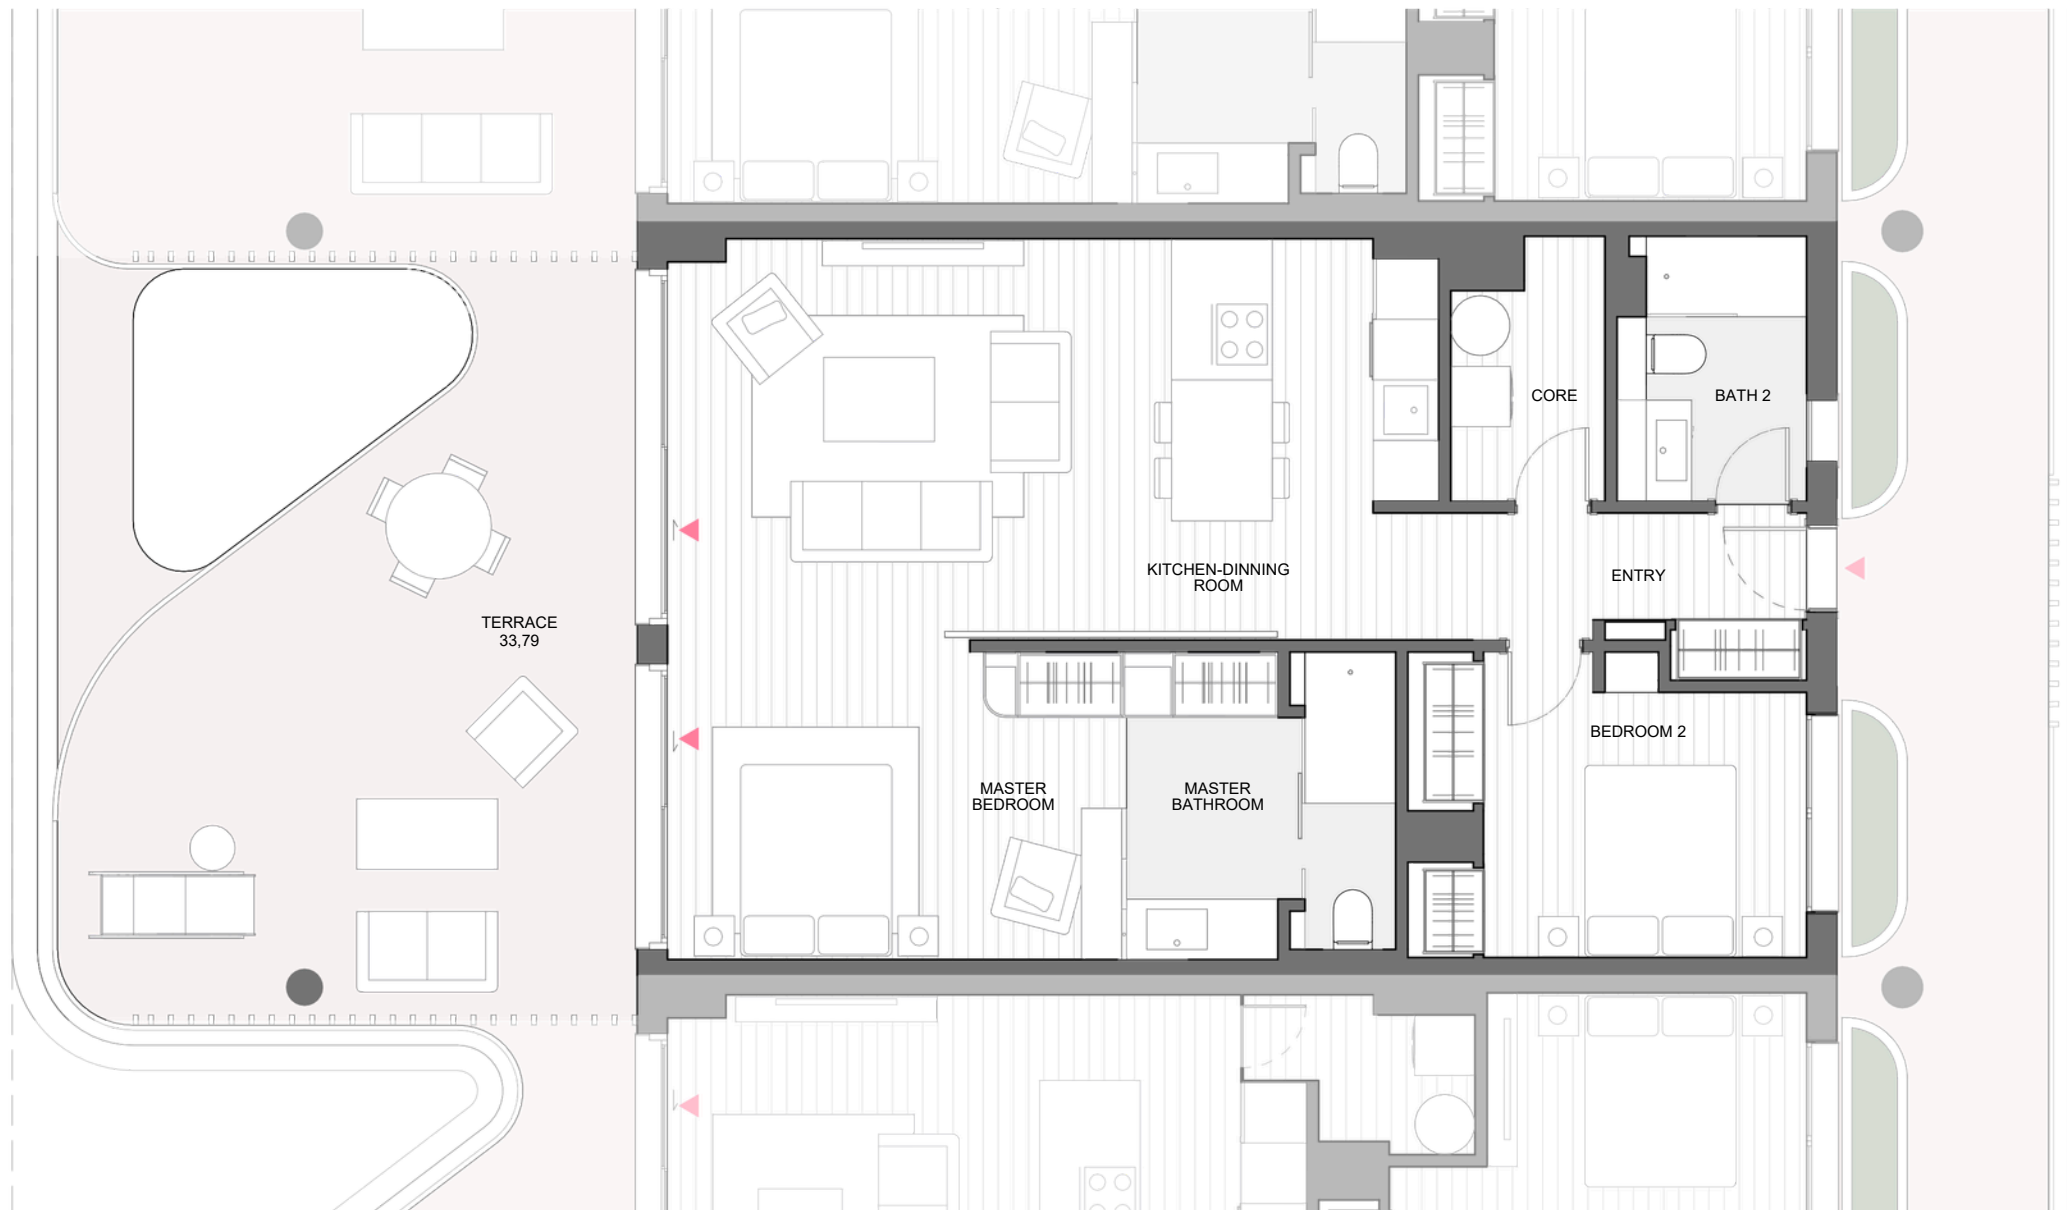 CORE
BATH 2
KITCHEN-DINNING
ROOM
ENTRY
TERRACE
33,79
BEDROOM 2
MASTER
BEDROOM
MASTER
BATHROOM